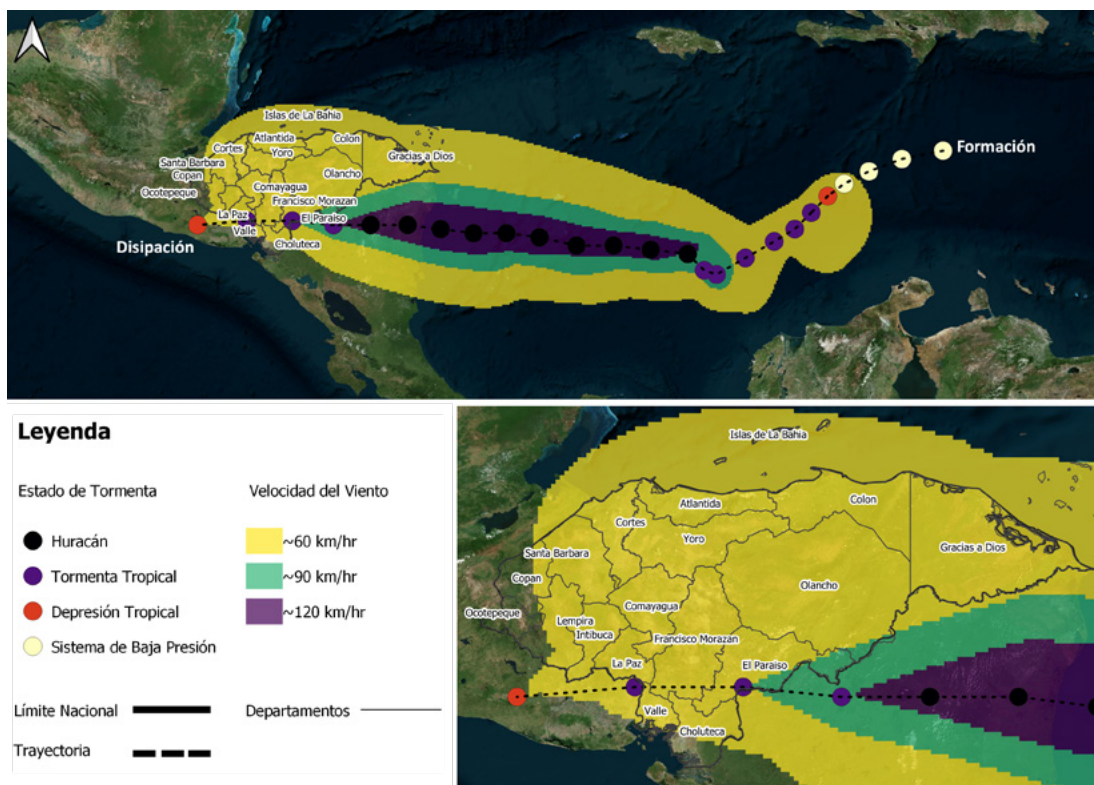 Islas de La Bahia
Formación
Atlantida
Colon
Cortes
Yoro
Santa Barbara
Gracias a Dios
Copan
Olancho
Comayagua
Ocotepeque
Francisco Morazan
La Paz
El Paraiso
Disipación
Valle
Choluteca
Leyenda
Estado de Tormenta
Velocidad del Viento
Huracán
~60 km/hr
Tormenta Tropical
~90 km/hr
Depresión Tropical
~120 km/hr
Sistema de Baja Presión
Límite Nacional
Departamentos
Trayectoria
Islas de La Bahia
Atlantida
Colon
Cortes
Yoro
Santa Barbara
Gracias a Dios
Copan
Olancho
Comayagua
Ocotepeque
Lempira
Intibuca
Francisco Morazan
La Paz
El Paraiso
Valle
Choluteca